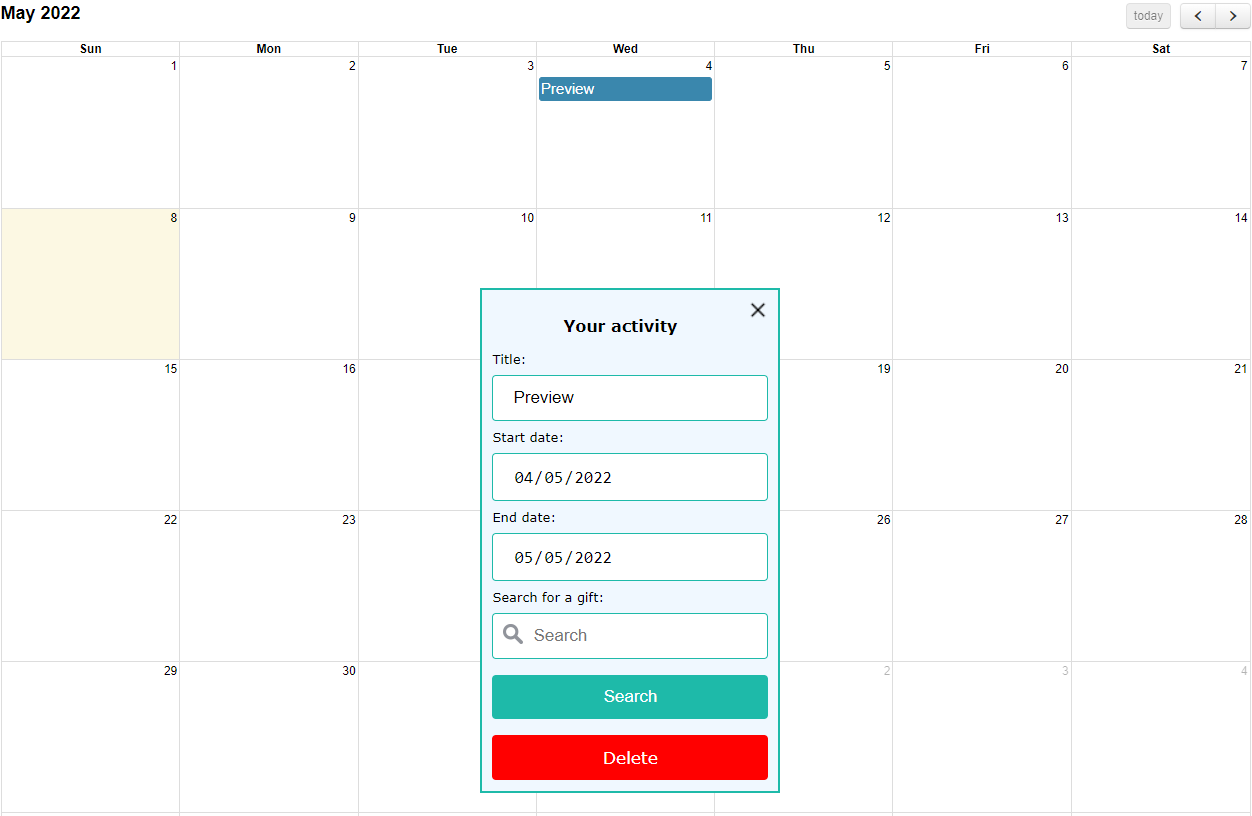 May 2022
today
Sun Mon Tue Wed Thu Fri Sat
1 2 3 4 5 6 7
Preview
8 9 10 11 12 13 14
Your activity
Title:
15 16 19 20 21
Preview
Start date:
04/05/2022
End date:
22 23 26 27 28
05/05/2022
Search for a gift:
Search
29 30 2 3 4
Search
Delete